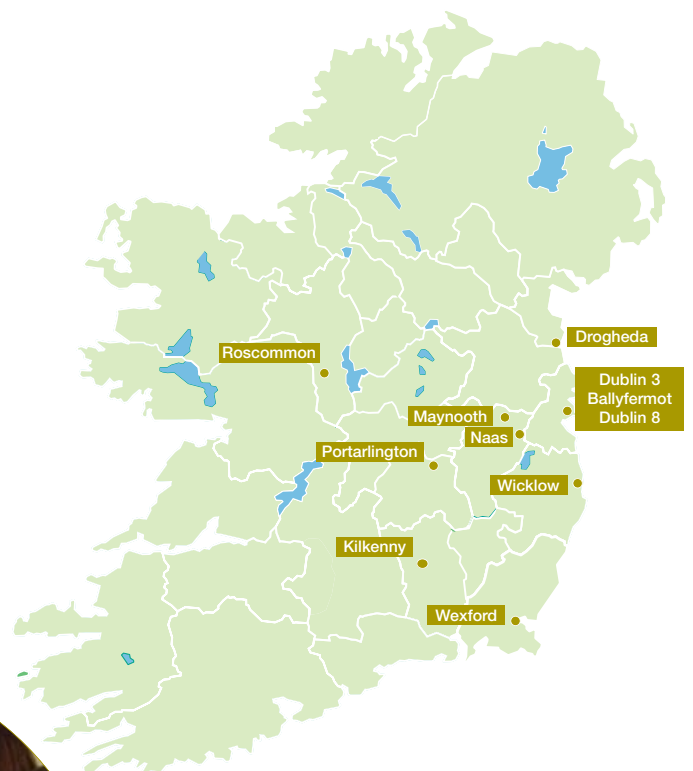 Drogheda
Roscommon
Dublin 3
Ballyfermot
Dublin 8
Maynooth
Naas
Portarlington
Wicklow
Kilkenny
Wexford